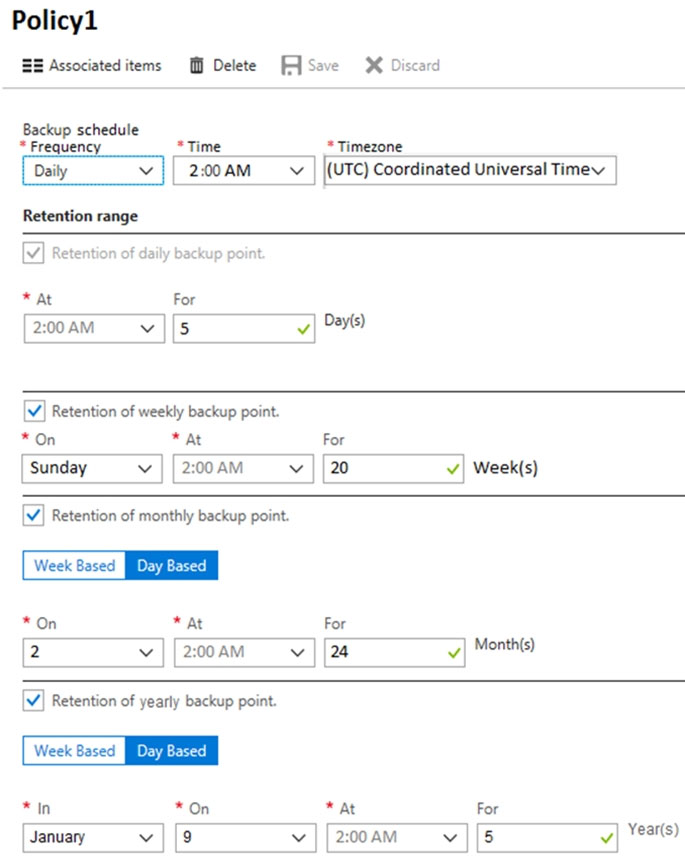 Policy1
Associated items Delete Save Discard
Backup schedule
* Frequency * Time * Timezone
Daily 2:00 AM (UTC) Coordinated Universal Time
Retention range
Retention of daily backup point.
* At For
2:00 AM 5 Day(s)
Retention of weekly backup point.
* On * At For
Sunday 2:00 AM 20 Week(s)
Retention of monthly backup point.
Week Based Day Based
* On * At For
2 2:00 AM 24 Month(s)
Retention of yearly backup point.
Week Based Day Based
* In * On * At For
January 9 2:00 AM 5 Year(s)